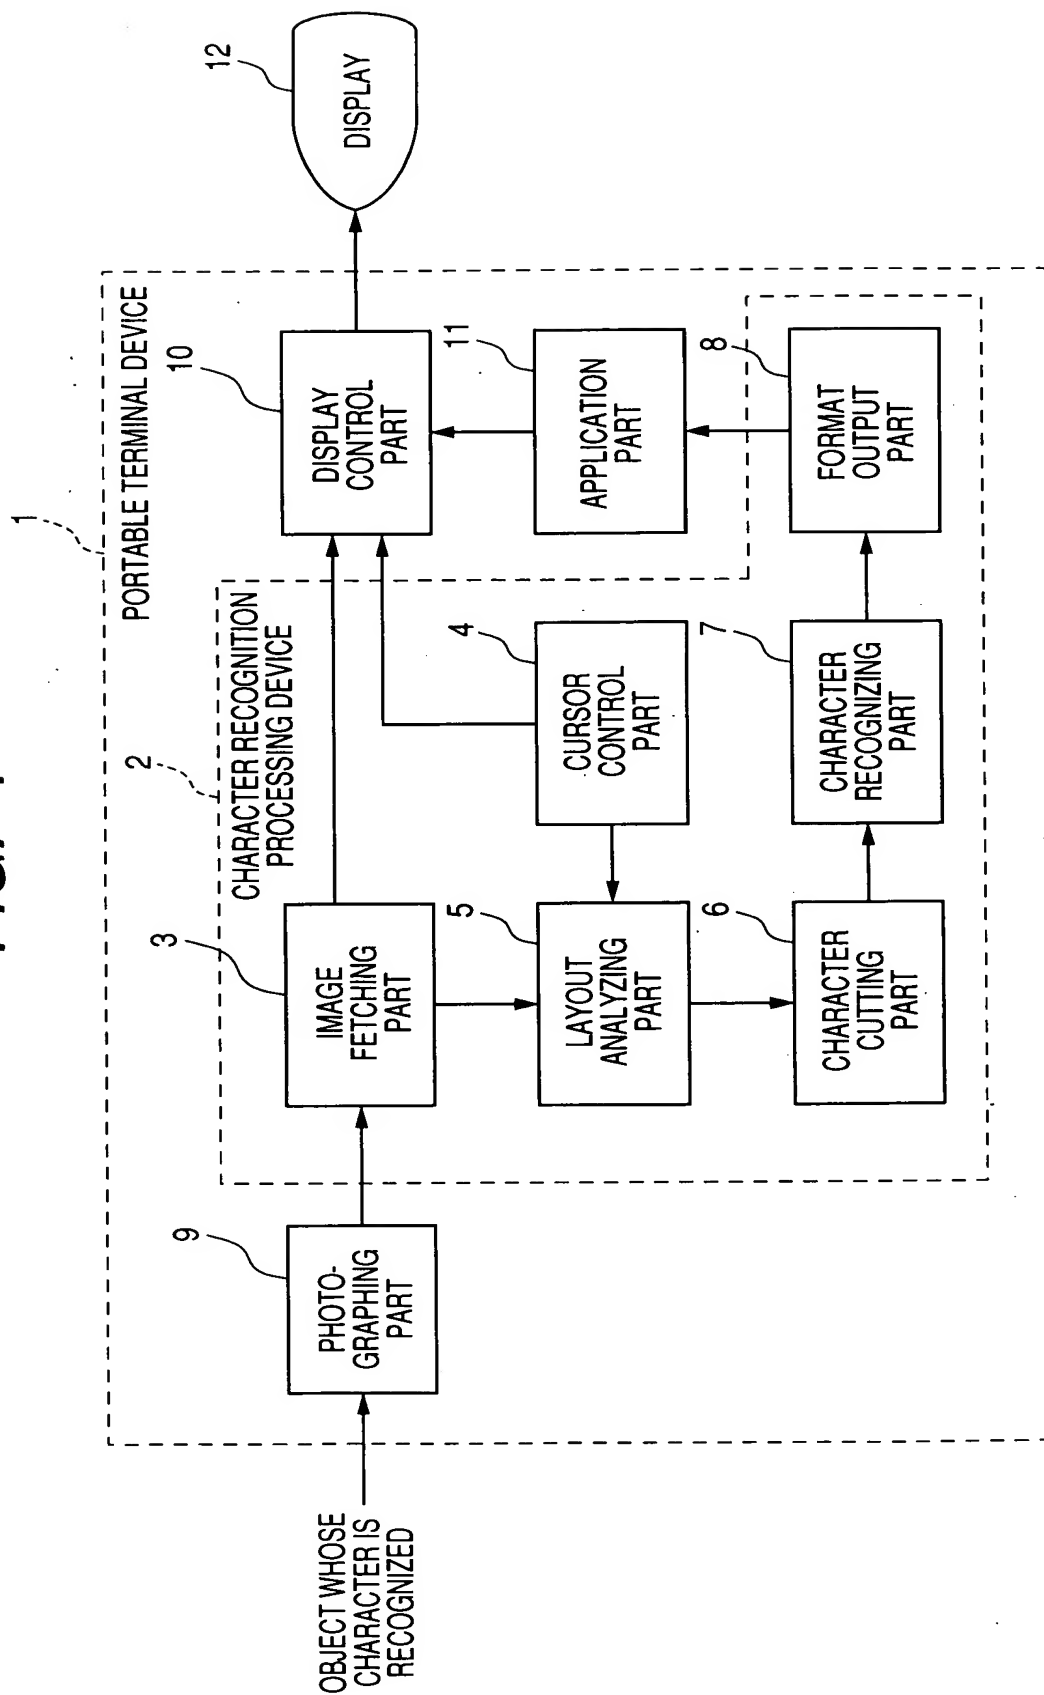 1
PORTABLE TERMINAL DEVICE
2
CHARACTER RECOGNITION
PROCESSING DEVICE
OBJECT WHOSE
CHARACTER IS
RECOGNIZED
9
PHOTO-
GRAPHING
PART
3
IMAGE
FETCHING
PART
10
DISPLAY
CONTROL
PART
12
DISPLAY
5
LAYOUT
ANALYZING
PART
4
CURSOR
CONTROL
PART
11
APPLICATION
PART
6
CHARACTER
CUTTING
PART
7
CHARACTER
RECOGNIZING
PART
8
FORMAT
OUTPUT
PART